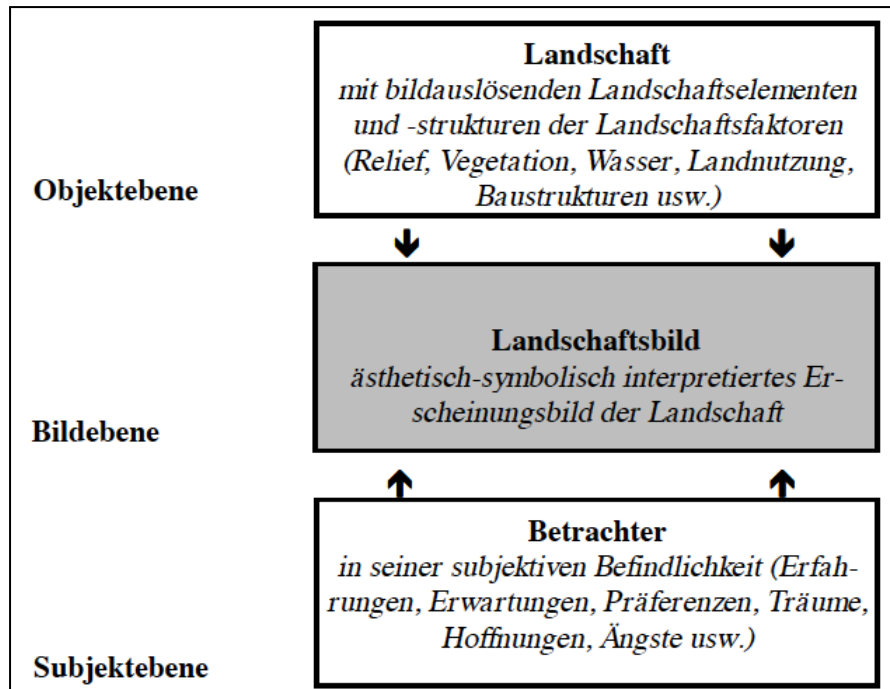 Landschaft
mit bildauslösenden Landschaftselementen
und -strukturen der Landschaftsfaktoren
(Relief, Vegetation, Wasser, Landnutzung,
Baustrukturen usw.)
Objektebene
Landschaftsbild
ästhetisch-symbolisch interpretiertes Er-
scheinungsbild der Landschaft
Bildebene
Betrachter
in seiner subjektiven Befindlichkeit (Erfah-
rungen, Erwartungen, Präferenzen, Träume,
Hoffnungen, Ängste usw.)
Subjektebene